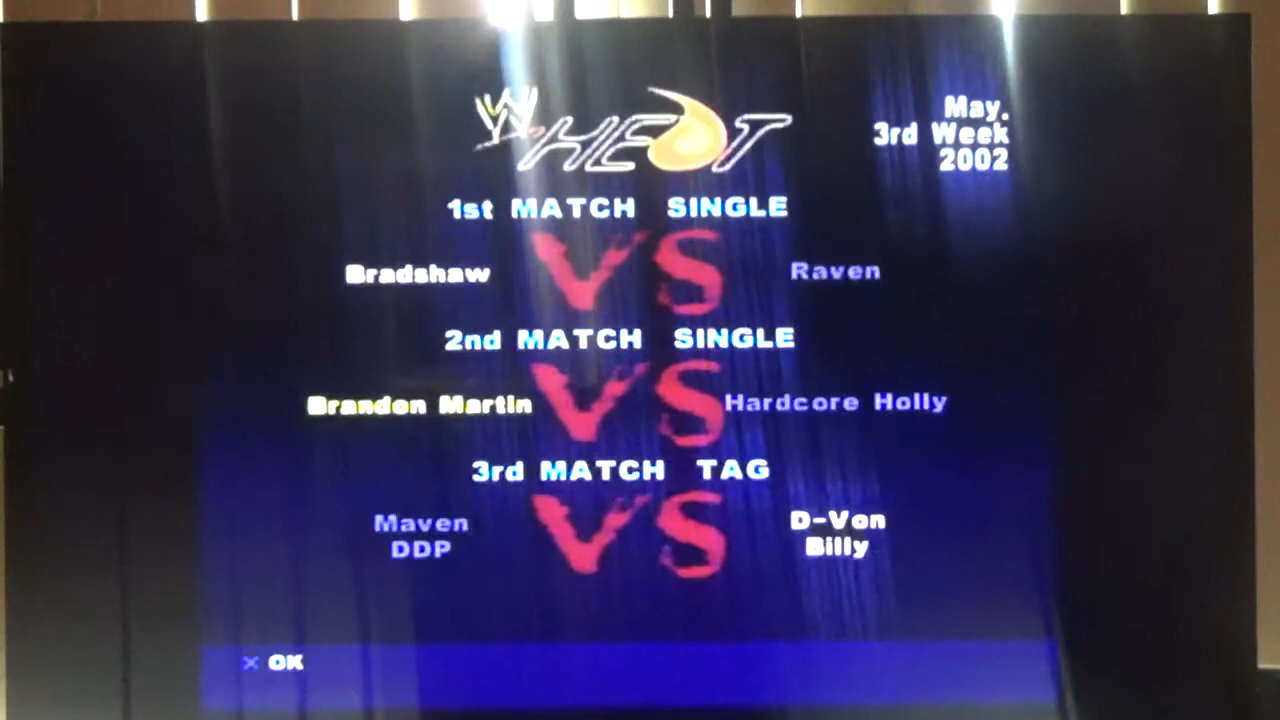 W HEAT
May.
3rd Week
2002
1st MATCH SINGLE
Bradshaw VS Raven
2nd MATCH SINGLE
Brandon Martin VS Hardcore Holly
3rd MATCH TAG
Maven VS D-Von
DDP Billy
X OK